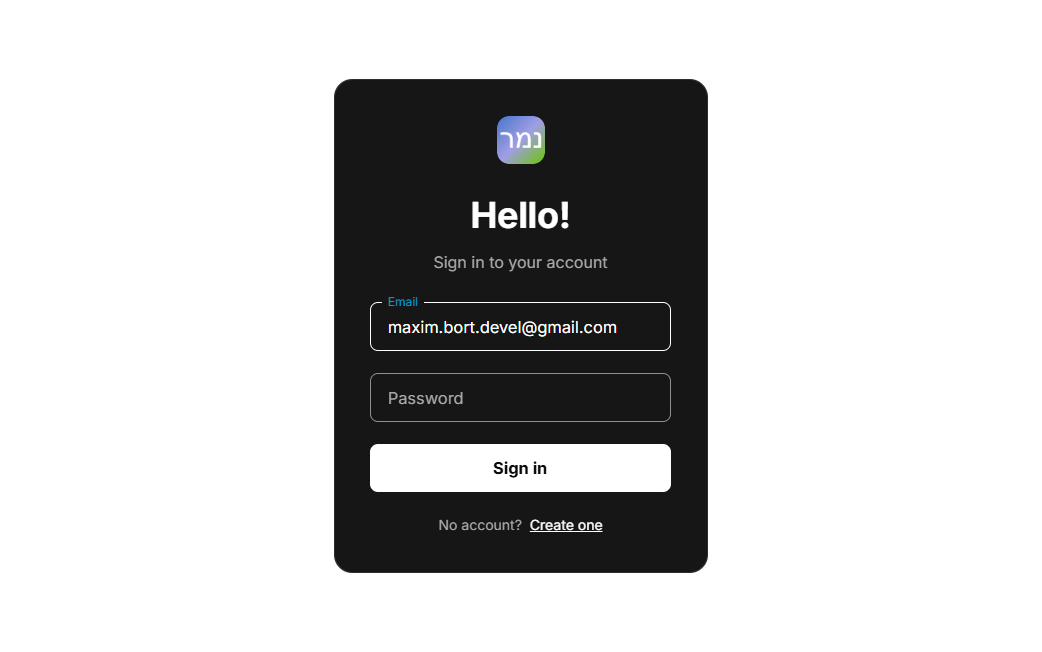 נמר
Hello!
Sign in to your account
Email
maxim.bort.devel@gmail.com
Password
Sign in
No account? Create one